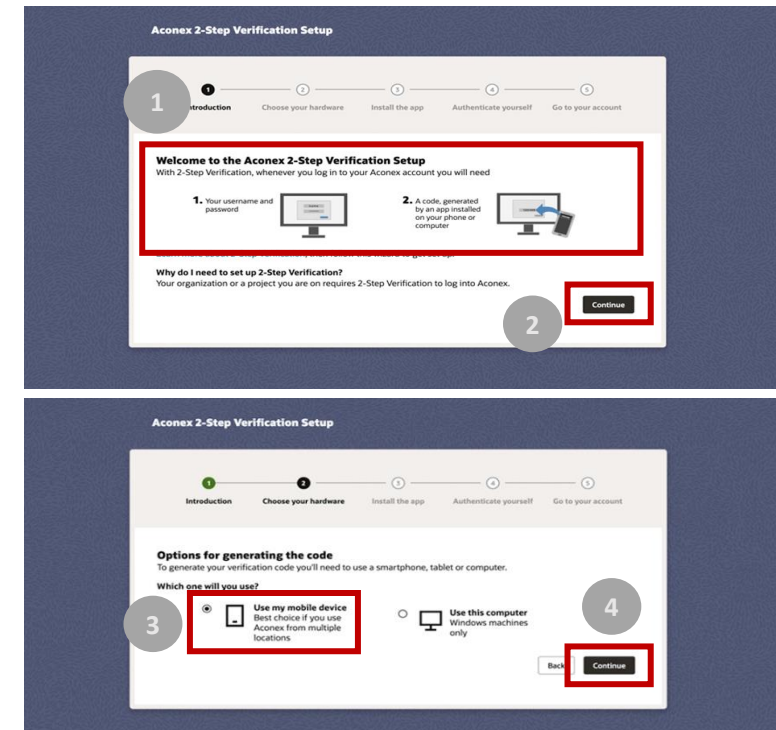 Aconex 2-Step Verification Setup
1 2 3 4 5
1
Introduction Choose your hardware Install the app Authenticate yourself Go to your account
Welcome to the Aconex 2-Step Verification Setup
With 2-Step Verification, whenever you log in to your Aconex account you will need
1. Your username and
password
2. A code, generated
by an app installed
on your phone or
computer
Why do I need to set up 2-Step Verification?
Your organization or a project you are on requires 2-Step Verification to log into Aconex.
Continue
2
Aconex 2-Step Verification Setup
1 2 3 4 5
Introduction Choose your hardware Install the app Authenticate yourself Go to your account
Options for generating the code
To generate your verification code you'll need to use a smartphone, tablet or computer.
Which one will you use?
3
Use my mobile device
Best choice if you use
Aconex from multiple
locations
Use this computer
Windows machines
only
4
Back Continue